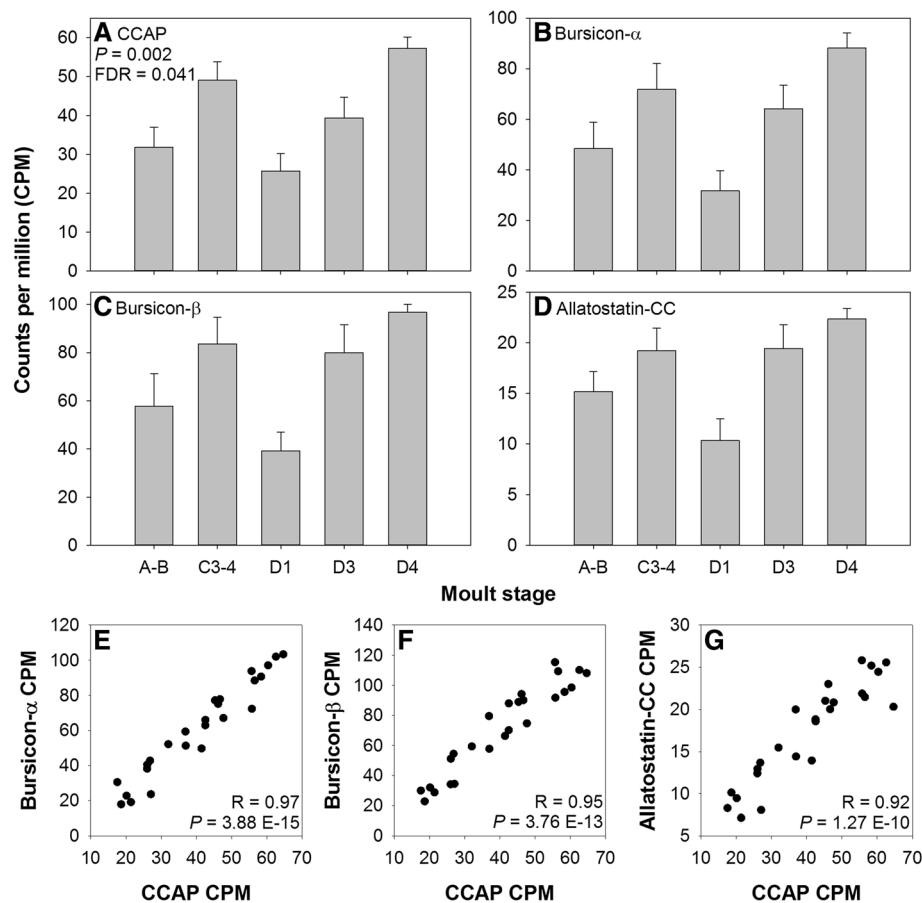 A CCAP
P = 0.002
FDR = 0.041
60
50
40
30
20
10
0
B Bursicon-α
100
80
60
40
20
0
Counts per million (CPM)
C Bursicon-β
100
80
60
40
20
0
D Allatostatin-CC
25
20
15
10
5
0
A-B C3-4 D1 D3 D4
A-B C3-4 D1 D3 D4
Moult stage
E
Bursicon-α CPM
120
100
80
60
40
20
0
R = 0.97
P = 3.88 E-15
10 20 30 40 50 60 70
CCAP CPM
F
Bursicon-β CPM
140
120
100
80
60
40
20
0
R = 0.95
P = 3.76 E-13
10 20 30 40 50 60 70
CCAP CPM
G
Allatostatin-CC CPM
30
25
20
15
10
5
R = 0.92
P = 1.27 E-10
10 20 30 40 50 60 70
CCAP CPM